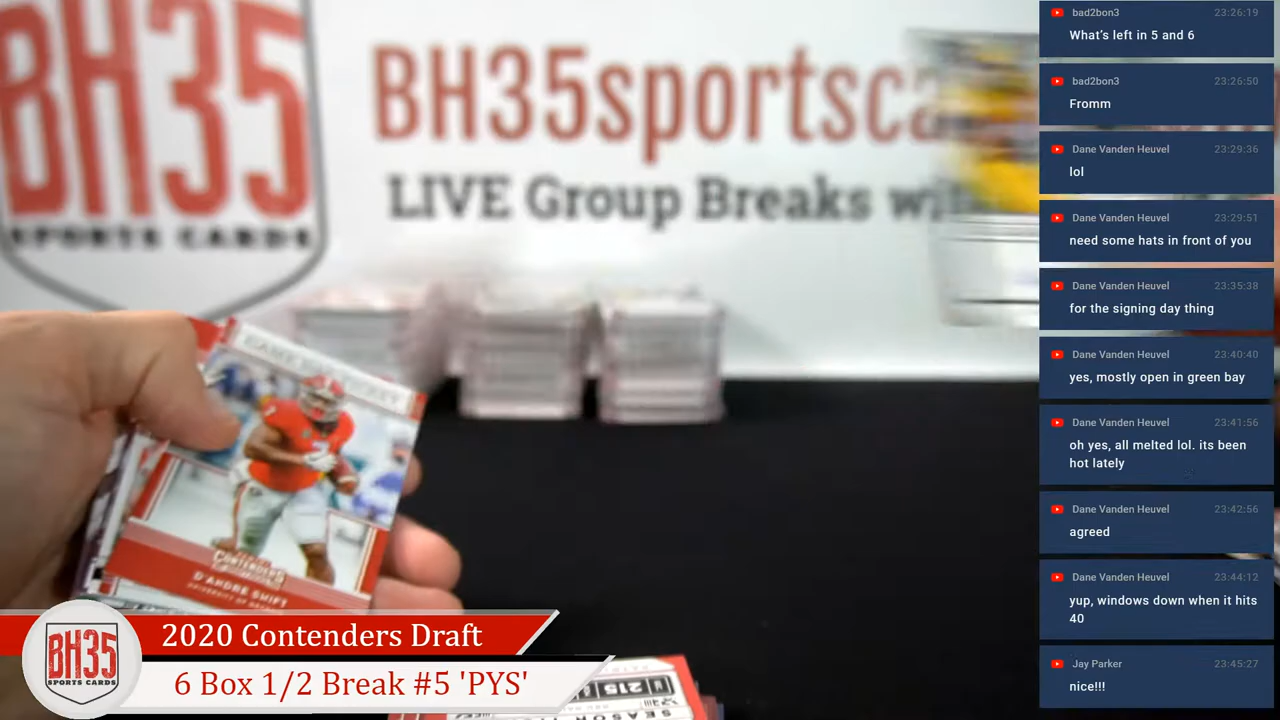 BH35
SPORTS CARDS
BH35sportsca
LIVE Group Breaks wi
D'ANDRE SWIFT
CONTENDERS
215
SEASON
2020 Contenders Draft
6 Box 1/2 Break #5 'PYS'
BH35
SPORTS CARDS
bad2bon3 23:26:19
What's left in 5 and 6
bad2bon3 23:26:50
Fromm
Dane Vanden Heuvel 23:29:36
lol
Dane Vanden Heuvel 23:29:51
need some hats in front of you
Dane Vanden Heuvel 23:35:38
for the signing day thing
Dane Vanden Heuvel 23:40:40
yes, mostly open in green bay
Dane Vanden Heuvel 23:41:56
oh yes, all melted lol. its been
hot lately
Dane Vanden Heuvel 23:42:56
agreed
Dane Vanden Heuvel 23:44:12
yup, windows down when it hits
40
Jay Parker 23:45:27
nice!!!